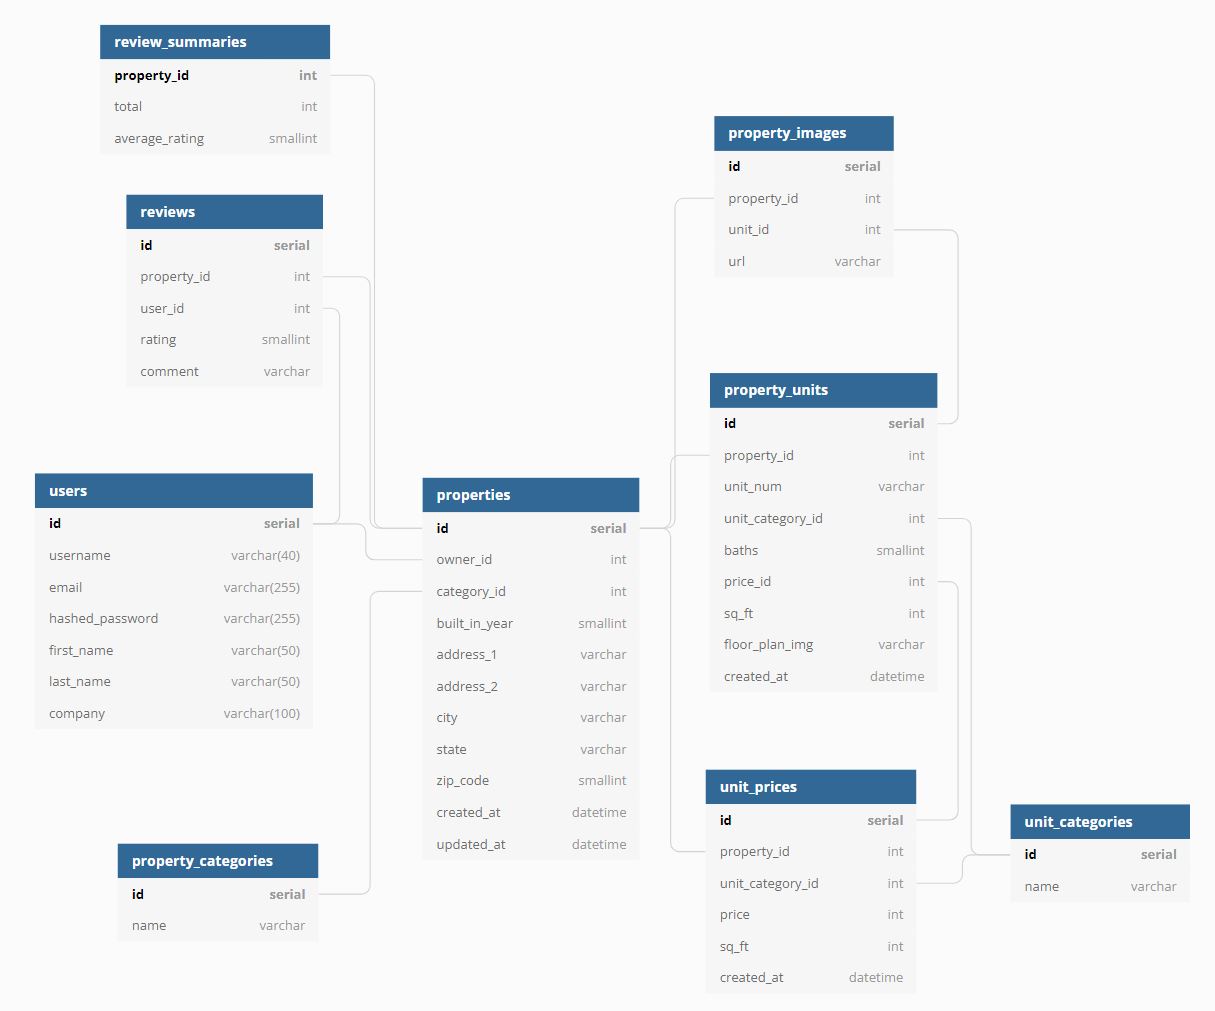 review_summaries
property_id int
total int
average_rating smallint
reviews
id serial
property_id int
user_id int
rating smallint
comment varchar
users
id serial
username varchar(40)
email varchar(255)
hashed_password varchar(255)
first_name varchar(50)
last_name varchar(50)
company varchar(100)
property_categories
id serial
name varchar
properties
id serial
owner_id int
category_id int
built_in_year smallint
address_1 varchar
address_2 varchar
city varchar
state varchar
zip_code smallint
created_at datetime
updated_at datetime
property_images
id serial
property_id int
unit_id int
url varchar
property_units
id serial
property_id int
unit_num varchar
unit_category_id int
baths smallint
price_id int
sq_ft int
floor_plan_img varchar
created_at datetime
unit_prices
id serial
property_id int
unit_category_id int
price int
sq_ft int
created_at datetime
unit_categories
id serial
name varchar